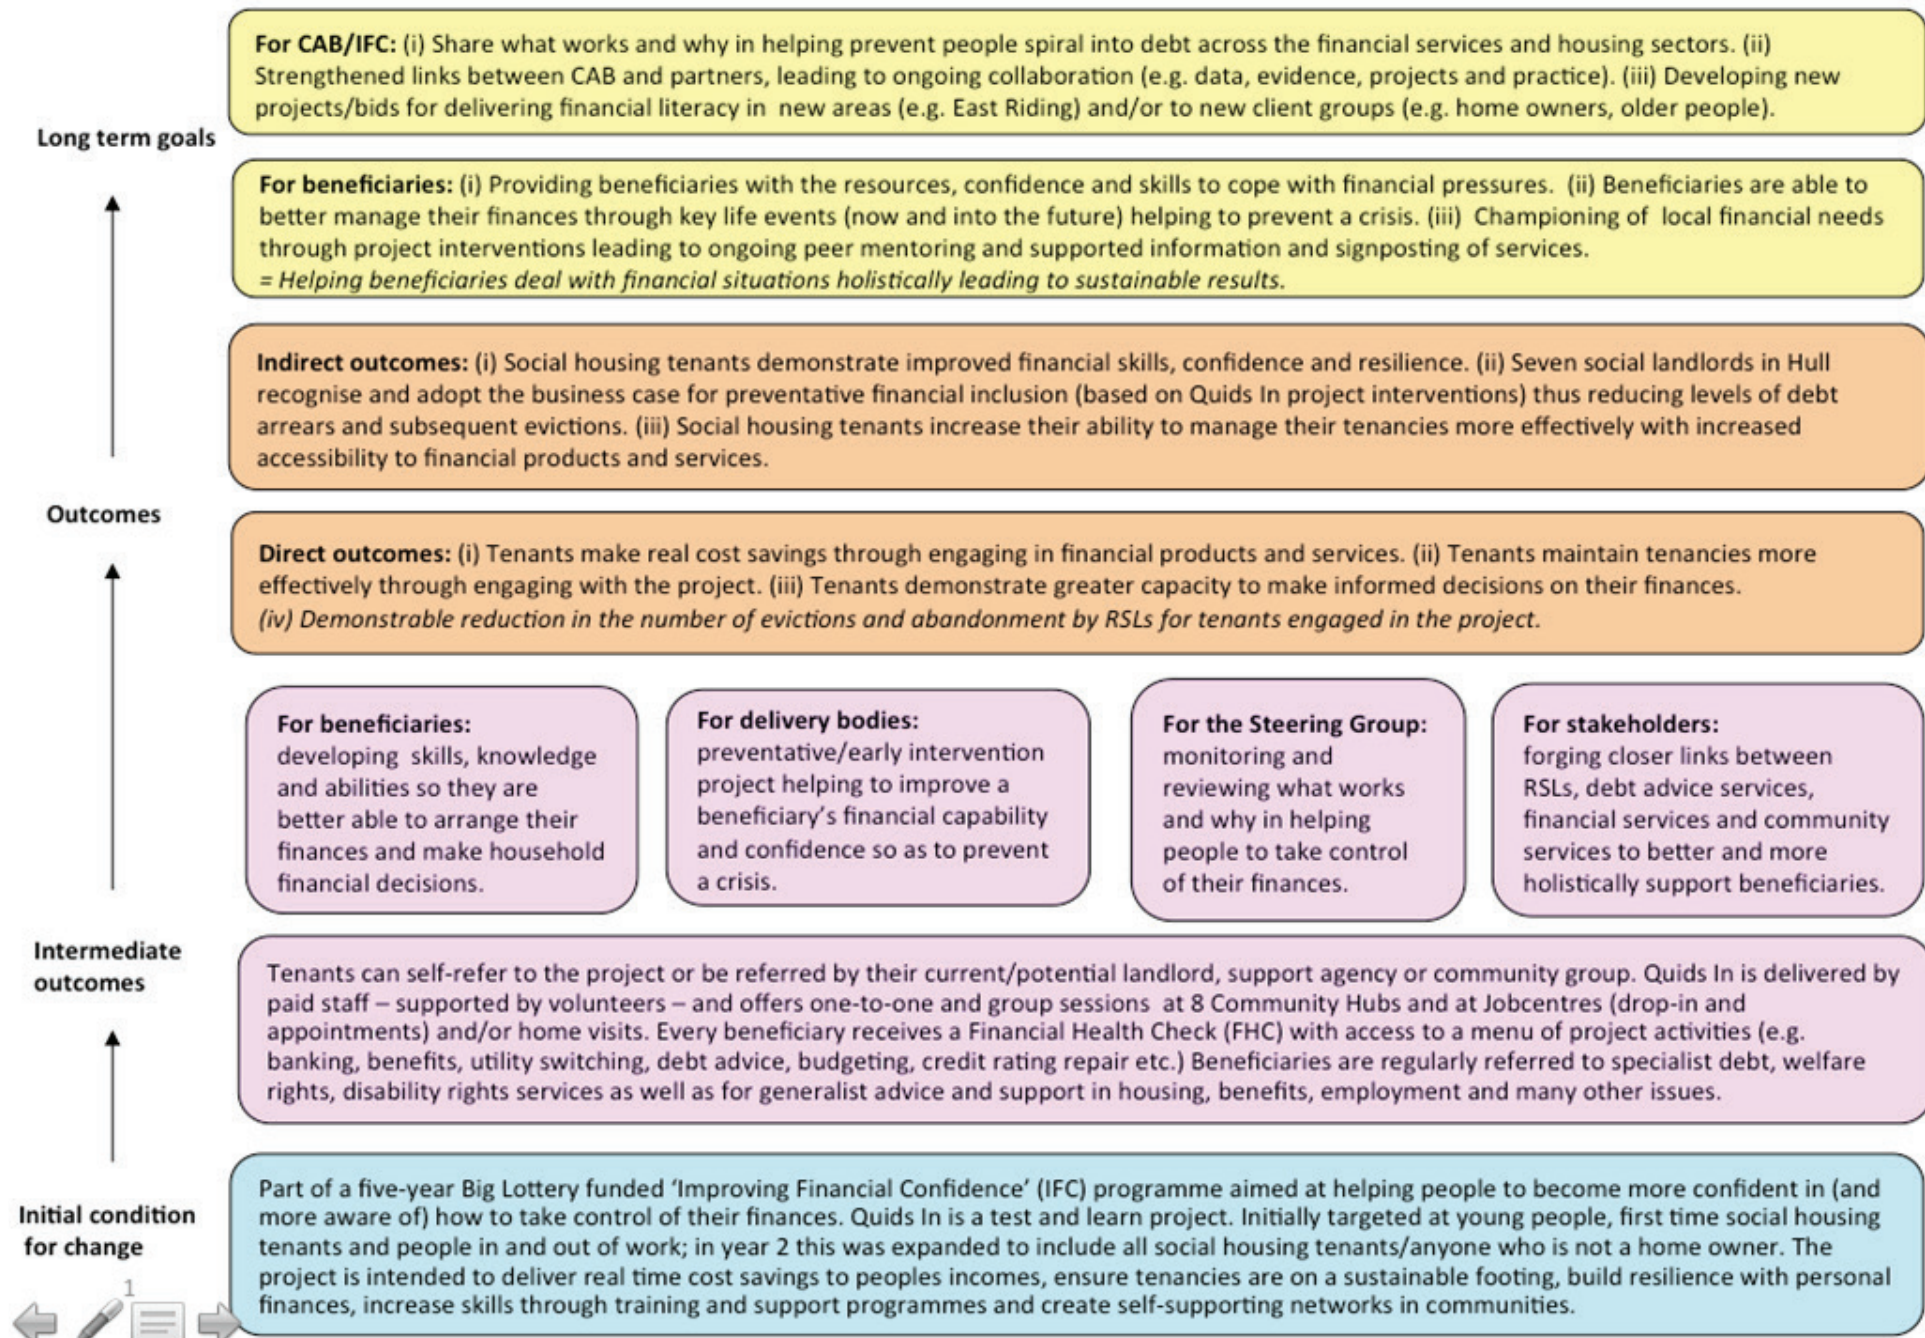 For CAB/IFC: (i) Share what works and why in helping prevent people spiral into debt across the financial services and housing sectors. (ii)
Strengthened links between CAB and partners, leading to ongoing collaboration (e.g. data, evidence, projects and practice). (iii) Developing new
projects/bids for delivering financial literacy in new areas (e.g. East Riding) and/or to new client groups (e.g. home owners, older people).
Long term goals
For beneficiaries: (i) Providing beneficiaries with the resources, confidence and skills to cope with financial pressures. (ii) Beneficiaries are able to
better manage their finances through key life events (now and into the future) helping to prevent a crisis. (iii) Championing of local financial needs
through project interventions leading to ongoing peer mentoring and supported information and signposting of services.
= Helping beneficiaries deal with financial situations holistically leading to sustainable results.
Indirect outcomes: (i) Social housing tenants demonstrate improved financial skills, confidence and resilience. (ii) Seven social landlords in Hull
recognise and adopt the business case for preventative financial inclusion (based on Quids In project interventions) thus reducing levels of debt
arrears and subsequent evictions. (iii) Social housing tenants increase their ability to manage their tenancies more effectively with increased
accessibility to financial products and services.
Outcomes
Direct outcomes: (i) Tenants make real cost savings through engaging in financial products and services. (ii) Tenants maintain tenancies more
effectively through engaging with the project. (iii) Tenants demonstrate greater capacity to make informed decisions on their finances.
(iv) Demonstrable reduction in the number of evictions and abandonment by RSLs for tenants engaged in the project.
For beneficiaries:
developing skills, knowledge
and abilities so they are
better able to arrange their
finances and make household
financial decisions.
For delivery bodies:
preventative/early intervention
project helping to improve a
beneficiary's financial capability
and confidence so as to prevent
a crisis.
For the Steering Group:
monitoring and
reviewing what works
and why in helping
people to take control
of their finances.
For stakeholders:
forging closer links between
RSLs, debt advice services,
financial services and community
services to better and more
holistically support beneficiaries.
Intermediate
outcomes
Tenants can self-refer to the project or be referred by their current/potential landlord, support agency or community group. Quids In is delivered by
paid staff – supported by volunteers – and offers one-to-one and group sessions at 8 Community Hubs and at Jobcentres (drop-in and
appointments) and/or home visits. Every beneficiary receives a Financial Health Check (FHC) with access to a menu of project activities (e.g.
banking, benefits, utility switching, debt advice, budgeting, credit rating repair etc.) Beneficiaries are regularly referred to specialist debt, welfare
rights, disability rights services as well as for generalist advice and support in housing, benefits, employment and many other issues.
Initial condition
for change
Part of a five-year Big Lottery funded 'Improving Financial Confidence' (IFC) programme aimed at helping people to become more confident in (and
more aware of) how to take control of their finances. Quids In is a test and learn project. Initially targeted at young people, first time social housing
tenants and people in and out of work; in year 2 this was expanded to include all social housing tenants/anyone who is not a home owner. The
project is intended to deliver real time cost savings to peoples incomes, ensure tenancies are on a sustainable footing, build resilience with personal
finances, increase skills through training and support programmes and create self-supporting networks in communities.
1